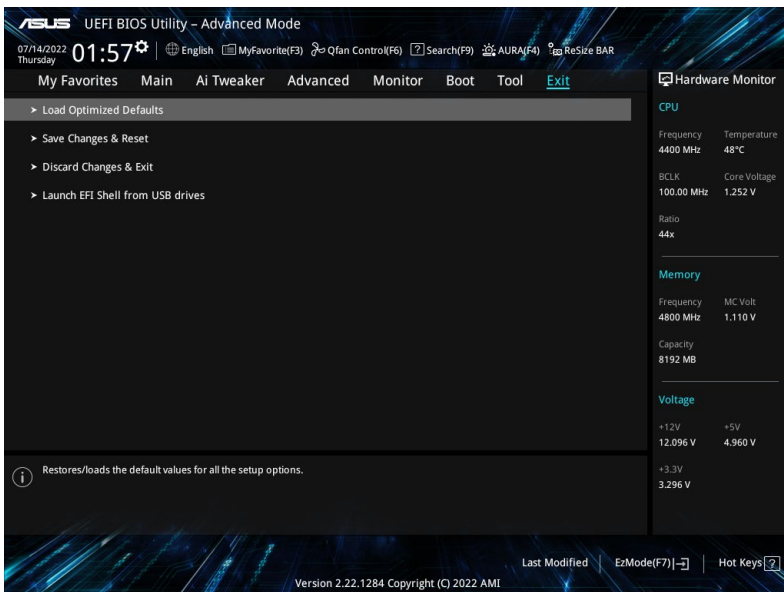 ASUS UEFI BIOS Utility – Advanced Mode
07/14/2022 Thursday 01:57 English MyFavorite(F3) Qfan Control(F6) ? Search(F9) AURA(F4) ReSize BAR
My Favorites Main Ai Tweaker Advanced Monitor Boot Tool Exit
> Load Optimized Defaults
> Save Changes & Reset
> Discard Changes & Exit
> Launch EFI Shell from USB drives
i Restores/loads the default values for all the setup options.
Hardware Monitor
CPU
Frequency Temperature
4400 MHz 48°C
BCLK Core Voltage
100.00 MHz 1.252 V
Ratio
44x
Memory
Frequency MC Volt
4800 MHz 1.110 V
Capacity
8192 MB
Voltage
+12V +5V
12.096 V 4.960 V
+3.3V
3.296 V
Last Modified EzMode(F7) Hot Keys ?
Version 2.22.1284 Copyright (C) 2022 AMI